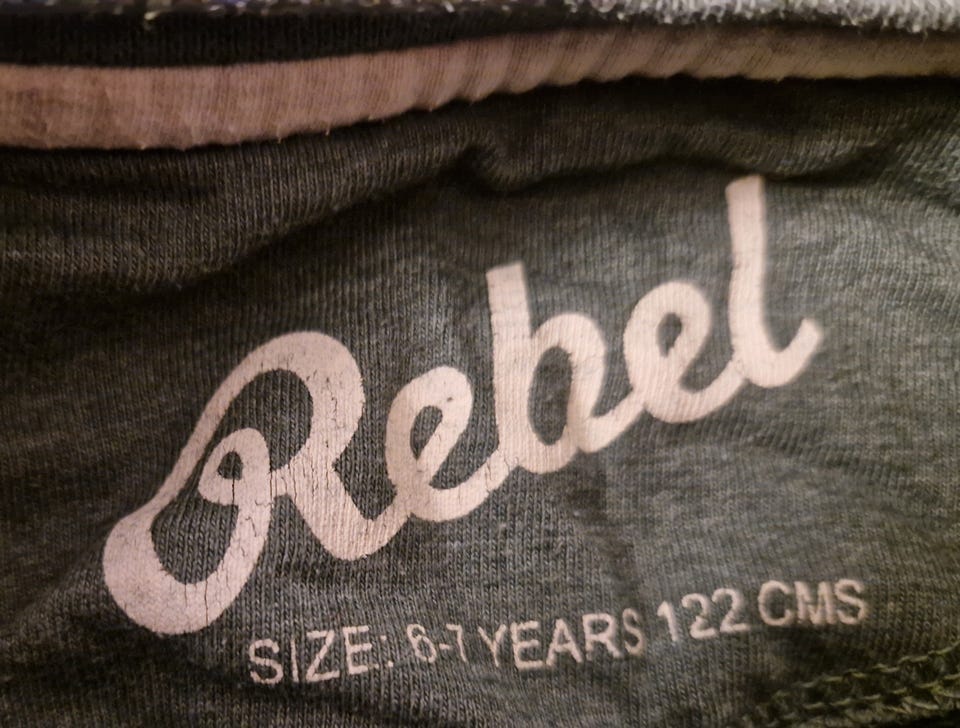 Rebel
SIZE: 6-7 YEARS 122 CMS